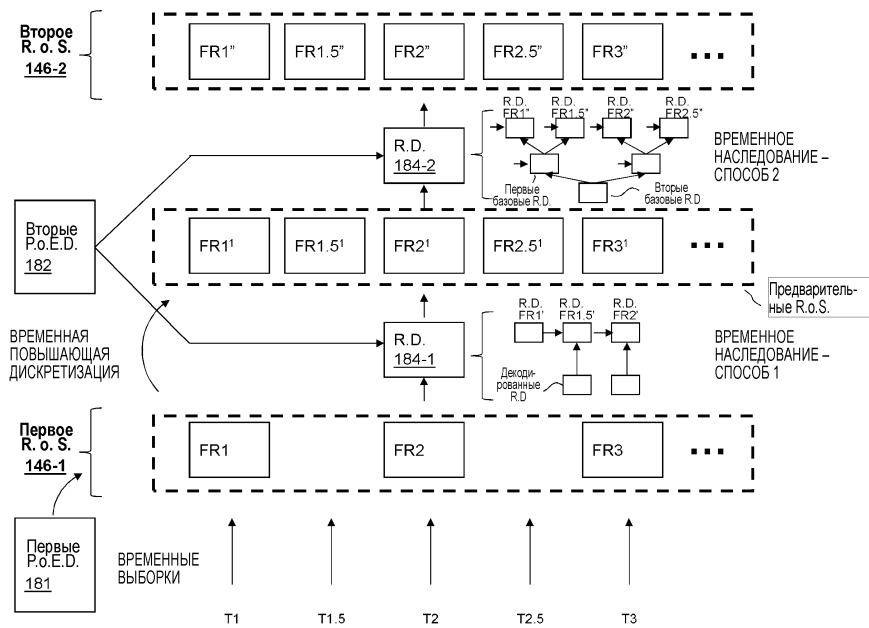 Второе
R. o. S.
146-2
FR1"
FR1.5"
FR2"
FR2.5"
FR3"
R.D.
184-2
R.D.
FR1"
R.D.
FR1.5"
R.D.
FR2"
R.D.
FR2.5"
Первые
базовые R.D.
Вторые
базовые R.D
ВРЕМЕННОЕ
НАСЛЕДОВАНИЕ –
СПОСОБ 2
Вторые
P.o.E.D.
182
FR1¹
FR1.5¹
FR2¹
FR2.5¹
FR3¹
Предваритель-
ные R.o.S.
ВРЕМЕННАЯ
ПОВЫШАЮЩАЯ
ДИСКРЕТИЗАЦИЯ
R.D.
184-1
R.D.
FR1'
R.D.
FR1.5'
R.D.
FR2'
Декоди-
рованные
R.D
ВРЕМЕННОЕ
НАСЛЕДОВАНИЕ –
СПОСОБ 1
Первое
R. o. S.
146-1
FR1
FR2
FR3
Первые
P.o.E.D.
181
ВРЕМЕННЫЕ
ВЫБОРКИ
T1
T1.5
T2
T2.5
T3